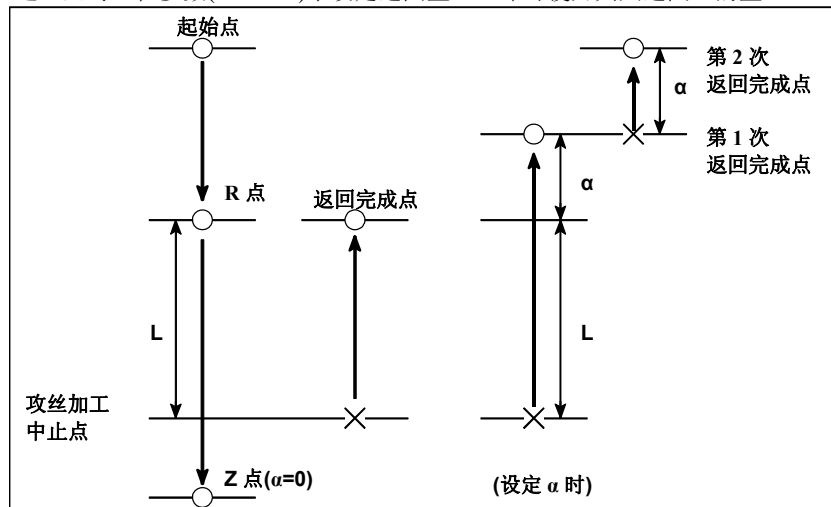 起始点
第 2 次
返回完成点
α
第 1 次
返回完成点
R 点
返回完成点
α
L
L
攻丝加工
中止点
Z 点(α=0)
(设定 α 时)